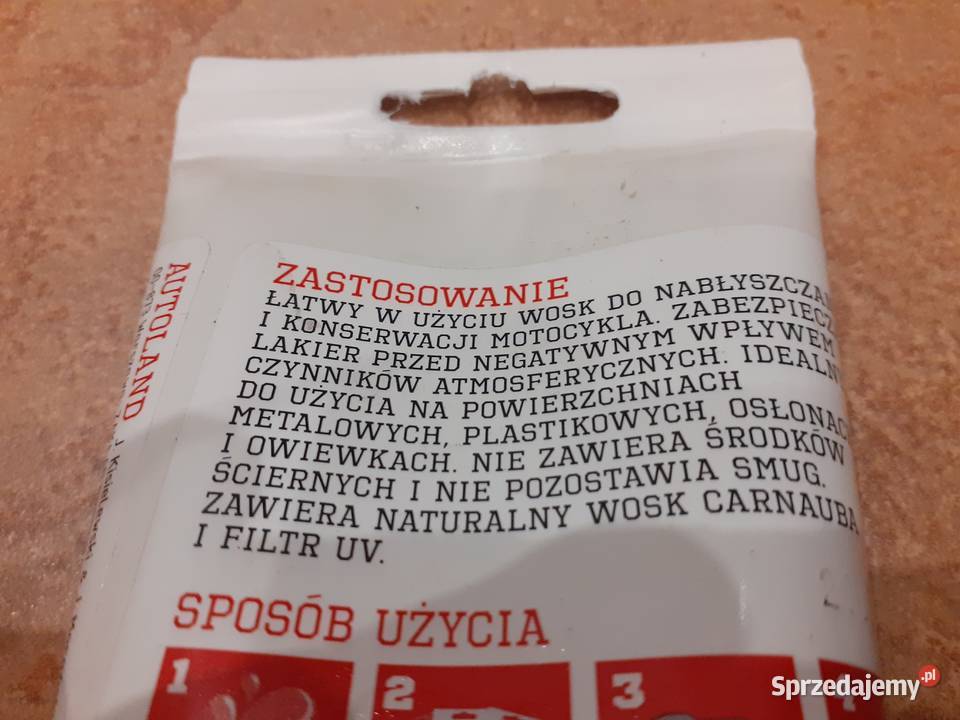 ZASTOSOWANIE
ŁATWY W UŻYCIU WOSK DO NABŁYSZCZA
I KONSERWACJI MOTOCYKLA. ZABEZPIECZ
LAKIER PRZED NEGATYWNYM WPŁYWEM
CZYNNIKÓW ATMOSFERYCZNYCH. IDEALN
DO UŻYCIA NA POWIERZCHNIACH
METALOWYCH, PLASTIKOWYCH, OSŁONAC
I OWIEWKACH. NIE ZAWIERA ŚRODKÓW
ŚCIERNYCH I NIE POZOSTAWIA SMUG.
ZAWIERA NATURALNY WOSK CARNAUBA
I FILTR UV.
SPOSÓB UŻYCIA
1 2 3 4
AUTOLAND
Sprzedajemy.pl